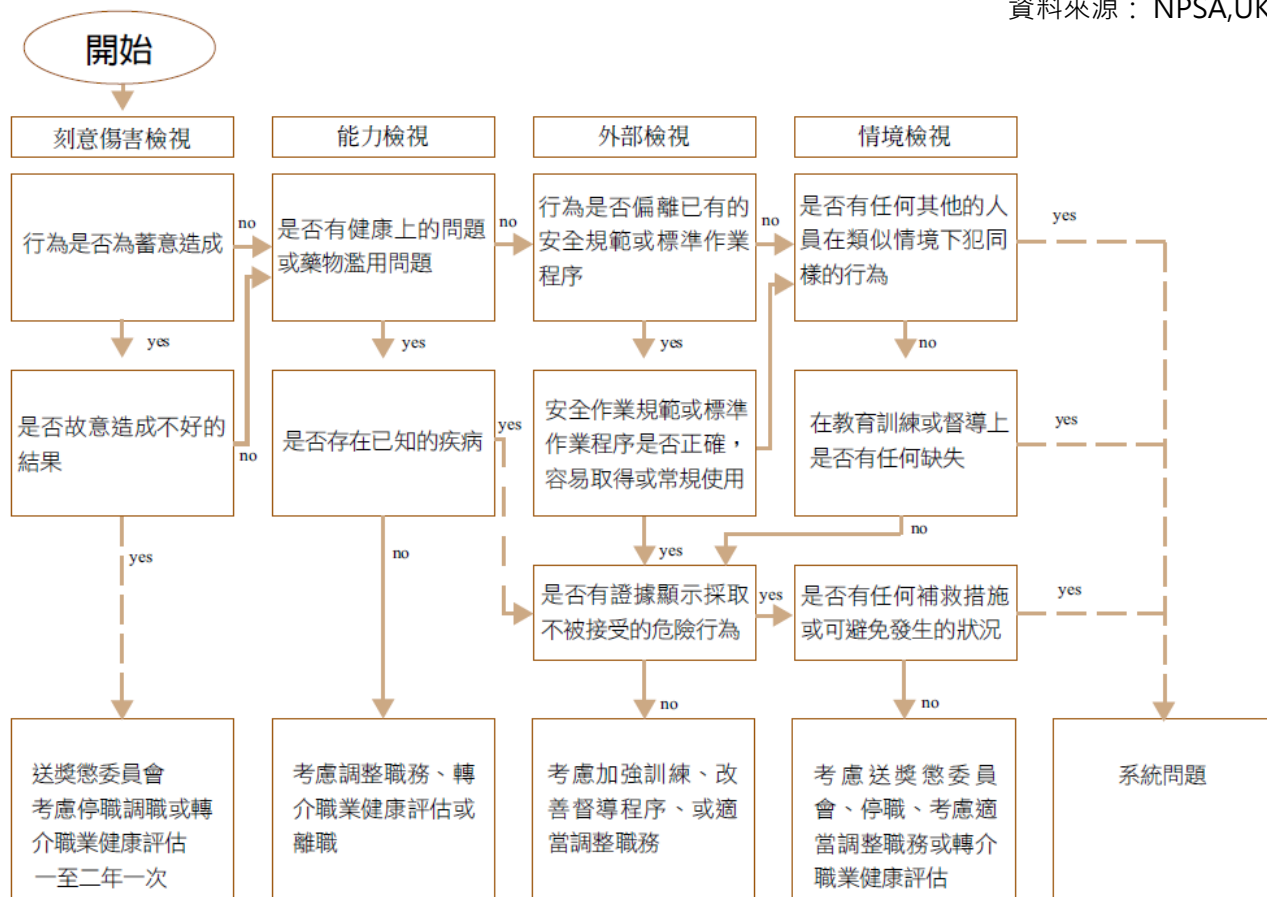 資料來源： NPSA,UK
開始
刻意傷害檢視
能力檢視
外部檢視
情境檢視
行為是否為蓄意造成
no
是否有健康上的問題
或藥物濫用問題
no
行為是否偏離已有的
安全規範或標準作業
程序
no
是否有任何其他的人
員在類似情境下犯同
樣的行為
yes
yes
yes
yes
no
是否故意造成不好的
結果
no
是否存在已知的疾病
yes
安全作業規範或標準
作業程序是否正確，
容易取得或常規使用
在教育訓練或督導上
是否有任何缺失
yes
yes
no
yes
no
是否有證據顯示採取
不被接受的危險行為
yes
是否有任何補救措施
或可避免發生的狀況
yes
no
no
送獎懲委員會
考慮停職調職或轉
介職業健康評估
一至二年一次
考慮調整職務、轉
介職業健康評估或
離職
考慮加強訓練、改
善督導程序、或適
當調整職務
考慮送獎懲委員
會、停職、考慮適
當調整職務或轉介
職業健康評估
系統問題